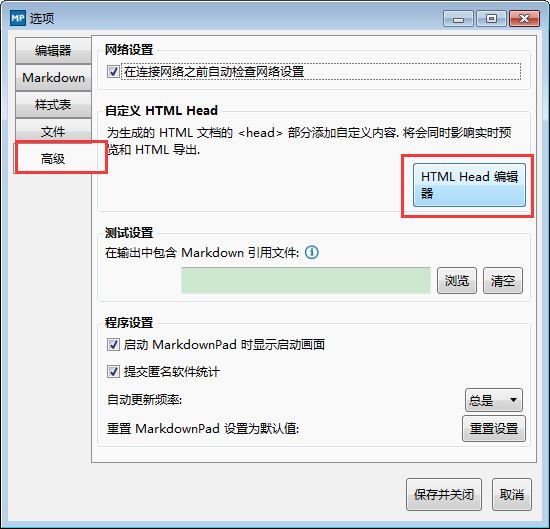 MP 选项
编辑器
Markdown
样式表
文件
高级
网络设置
在连接网络之前自动检查网络设置
自定义 HTML Head
为生成的 HTML 文档的 <head> 部分添加自定义内容. 将会同时影响实时预
览和 HTML 导出.
HTML Head 编辑
器
测试设置
在输出中包含 Markdown 引用文件:
浏览
清空
程序设置
启动 MarkdownPad 时显示启动画面
提交匿名软件统计
自动更新频率:
总是
重置 MarkdownPad 设置为默认值:
重置设置
保存并关闭
取消